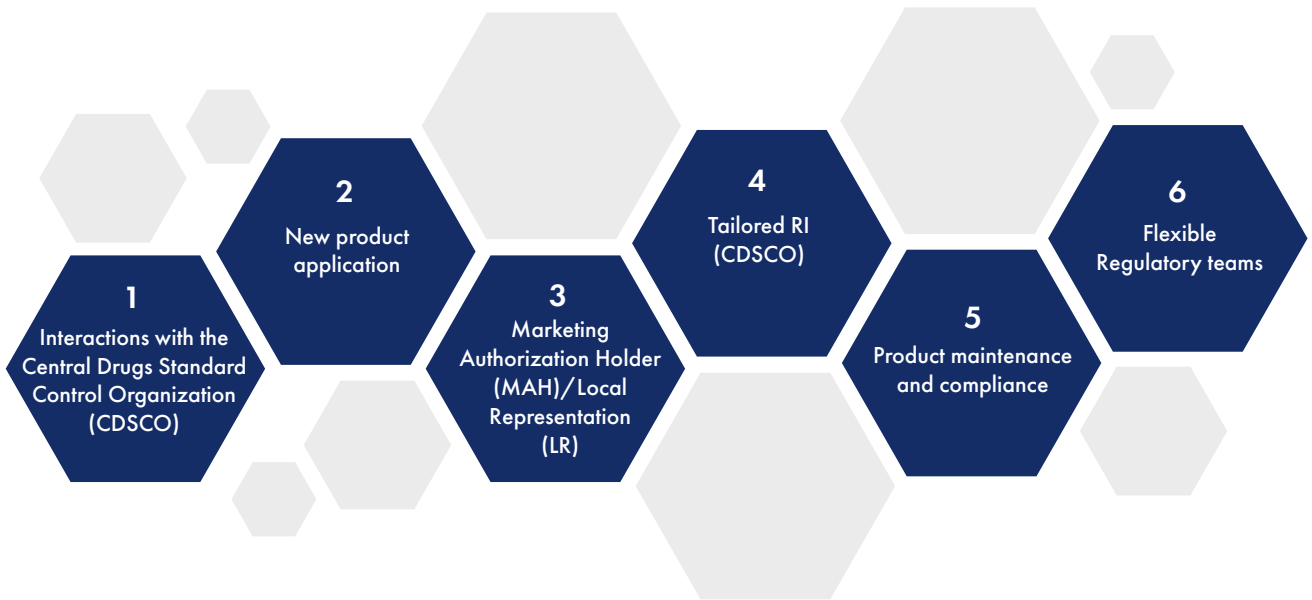 1
Interactions with the
Central Drugs Standard
Control Organization
(CDSCO)
2
New product
application
3
Marketing
Authorization Holder
(MAH)/Local
Representation
(LR)
4
Tailored RI
(CDSCO)
5
Product maintenance
and compliance
6
Flexible
Regulatory teams